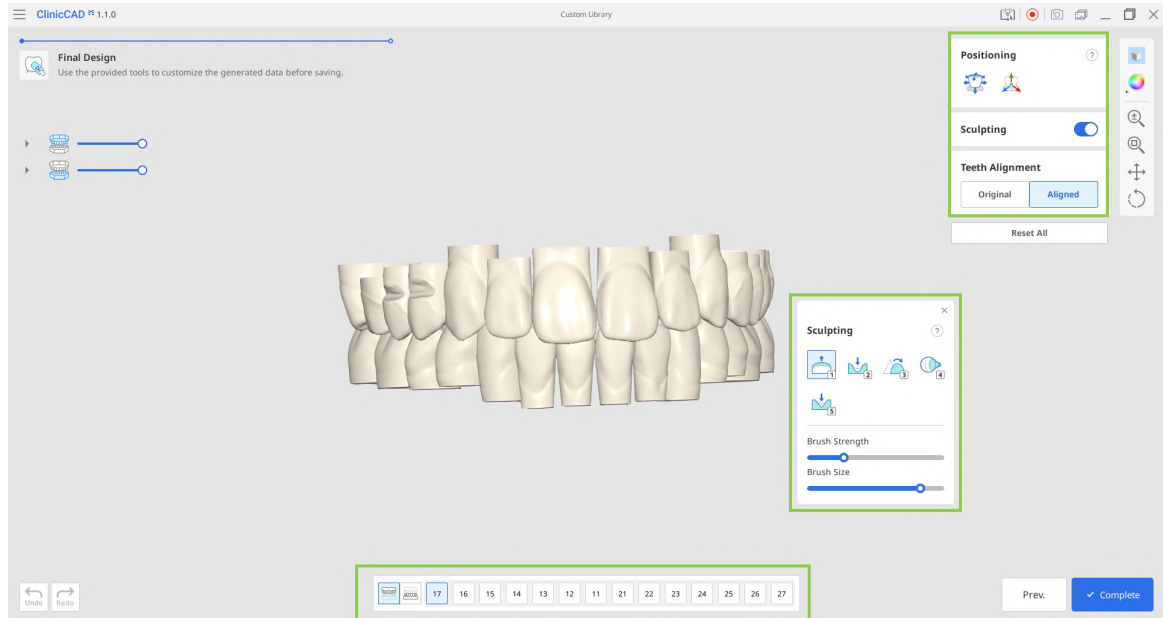 ClinicCAD 1.1.0
Custom Library
Final Design
Use the provided tools to customize the generated data before saving.
Positioning
?
Sculpting
Teeth Alignment
Original Aligned
Reset All
Sculpting
?
1 2 3 4
5
Brush Strength
Brush Size
Undo Redo
17 16 15 14 13 12 11 21 22 23 24 25 26 27
Prev. Complete